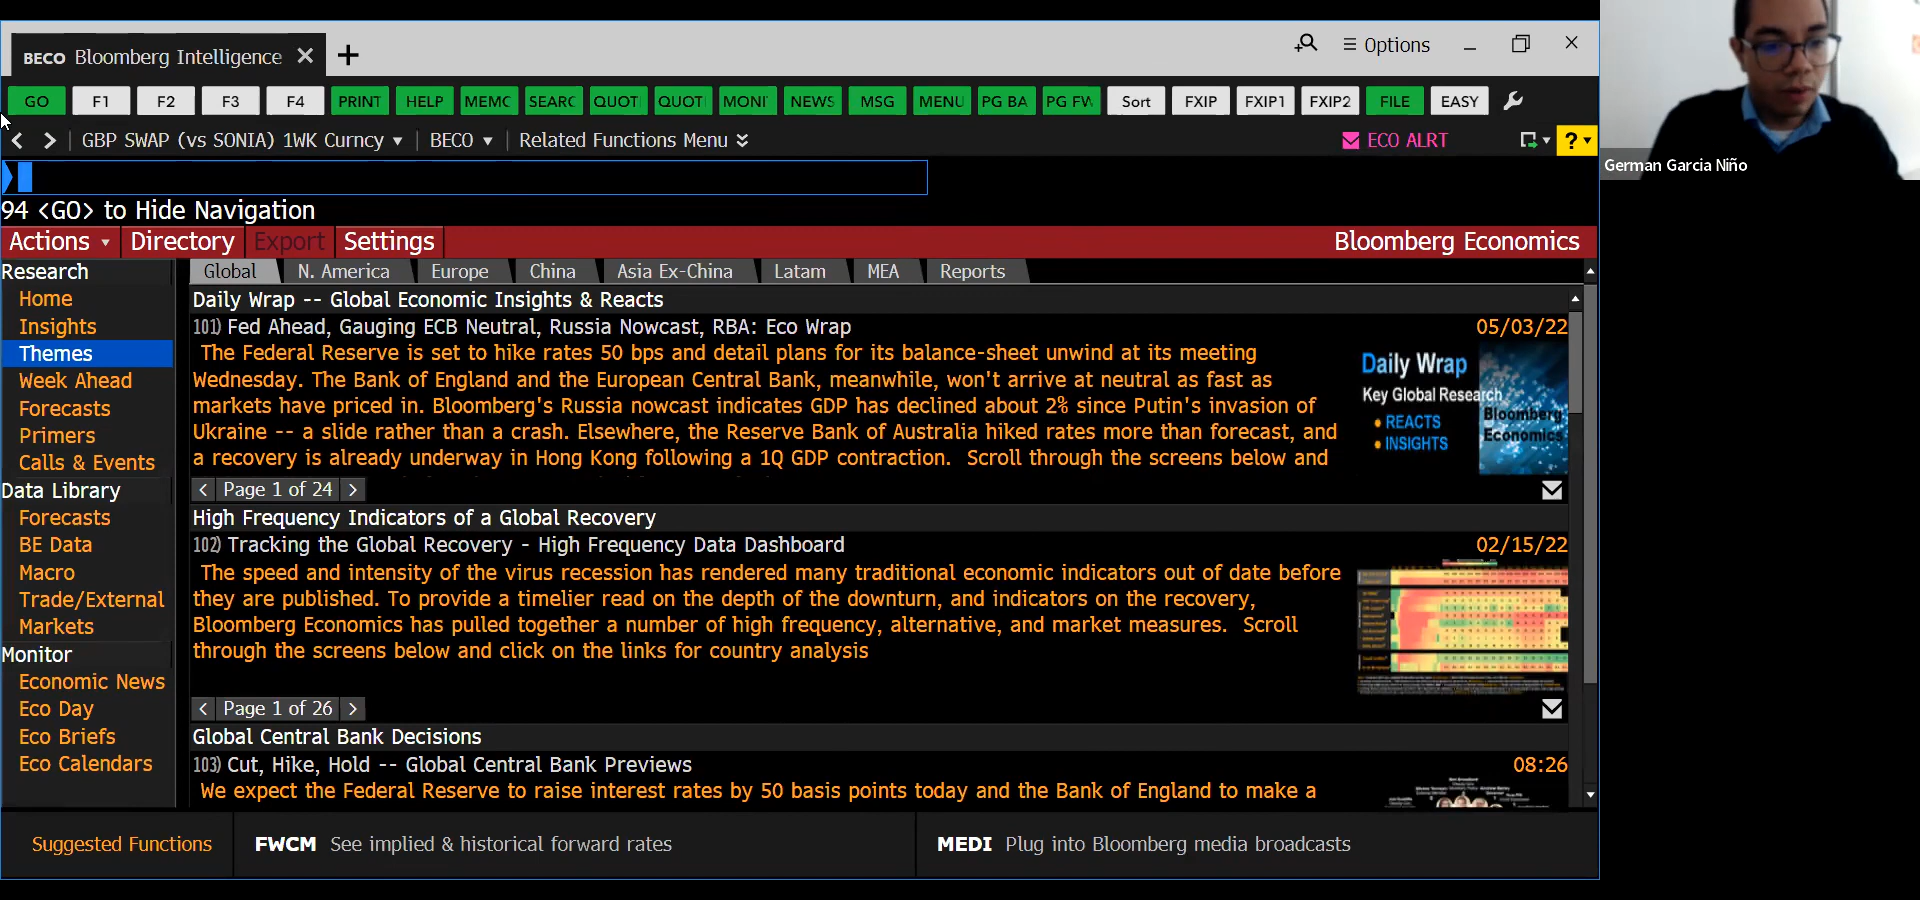 BECO Bloomberg Intelligence
Options
GO F1 F2 F3 F4 PRINT HELP MEMC SEARC QUOT QUOT MONI NEWS MSG MENU PG BA PG FW Sort FXIP FXIP1 FXIP2 FILE EASY
GBP SWAP (vs SONIA) 1WK Curncy BECO Related Functions Menu ECO ALRT ?
German Garcia Niño
94 <GO> to Hide Navigation
Actions Directory Export Settings Bloomberg Economics
Research
Home
Insights
Themes
Week Ahead
Forecasts
Primers
Calls & Events
Data Library
Forecasts
BE Data
Macro
Trade/External
Markets
Monitor
Economic News
Eco Day
Eco Briefs
Eco Calendars
Global N. America Europe China Asia Ex-China Latam MEA Reports
Daily Wrap -- Global Economic Insights & Reacts
101) Fed Ahead, Gauging ECB Neutral, Russia Nowcast, RBA: Eco Wrap 05/03/22
The Federal Reserve is set to hike rates 50 bps and detail plans for its balance-sheet unwind at its meeting
Wednesday. The Bank of England and the European Central Bank, meanwhile, won't arrive at neutral as fast as
markets have priced in. Bloomberg's Russia nowcast indicates GDP has declined about 2% since Putin's invasion of
Ukraine -- a slide rather than a crash. Elsewhere, the Reserve Bank of Australia hiked rates more than forecast, and
a recovery is already underway in Hong Kong following a 1Q GDP contraction. Scroll through the screens below and
Daily Wrap
Key Global Research
• REACTS
• INSIGHTS
Bloomberg
Economics
< Page 1 of 24 >
High Frequency Indicators of a Global Recovery
102) Tracking the Global Recovery - High Frequency Data Dashboard 02/15/22
The speed and intensity of the virus recession has rendered many traditional economic indicators out of date before
they are published. To provide a timelier read on the depth of the downturn, and indicators on the recovery,
Bloomberg Economics has pulled together a number of high frequency, alternative, and market measures. Scroll
through the screens below and click on the links for country analysis
< Page 1 of 26 >
Global Central Bank Decisions
103) Cut, Hike, Hold -- Global Central Bank Previews 08:26
We expect the Federal Reserve to raise interest rates by 50 basis points today and the Bank of England to make a
Suggested Functions FWCM See implied & historical forward rates MEDI Plug into Bloomberg media broadcasts